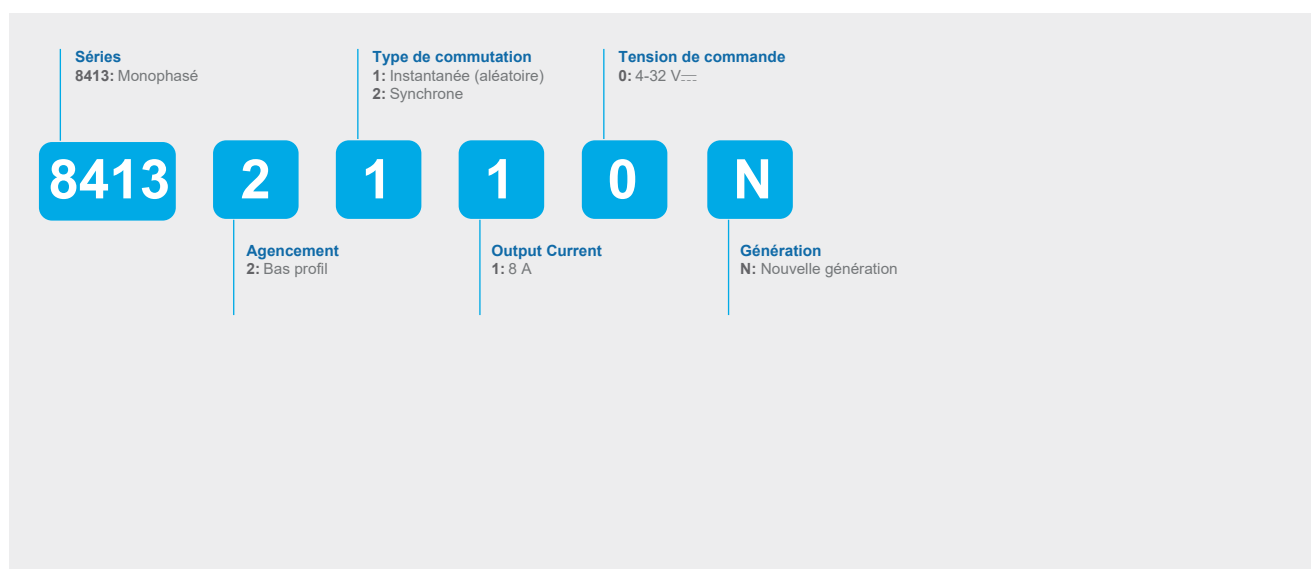 Séries
8413: Monophasé
Type de commutation
1: Instantanée (aléatoire)
2: Synchrone
Tension de commande
0: 4-32 V⎓
8413 2 1 1 0 N
Agencement
2: Bas profil
Output Current
1: 8 A
Génération
N: Nouvelle génération